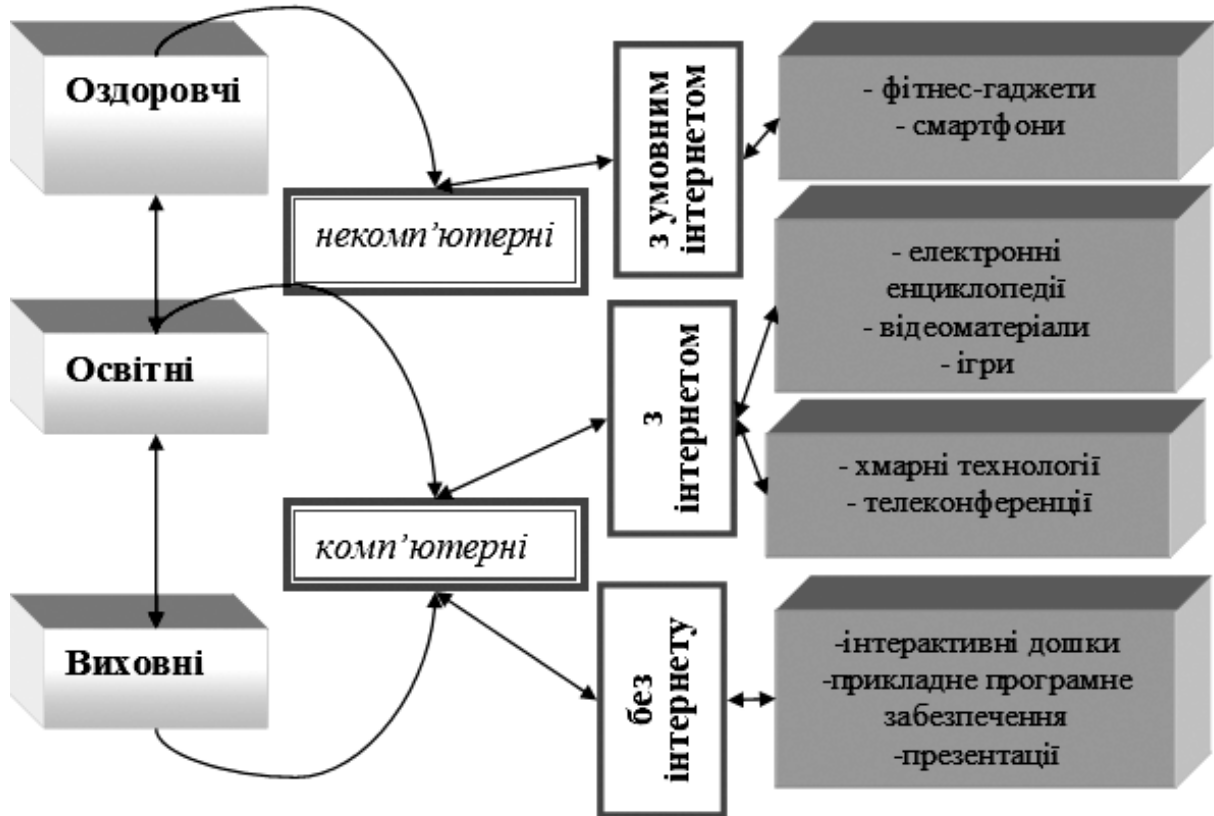 Оздоровчі
Освітні
Виховні
некомп’ютерні
комп’ютерні
з умовним
інтернетом
з
інтернетом
без
інтернету
- фітнес-гаджети
- смартфони
- електронні
енциклопедії
- відеоматеріали
- ігри
- хмарні технології
- телеконференції
-інтерактивні дошки
-прикладне програмне
забезпечення
-презентації